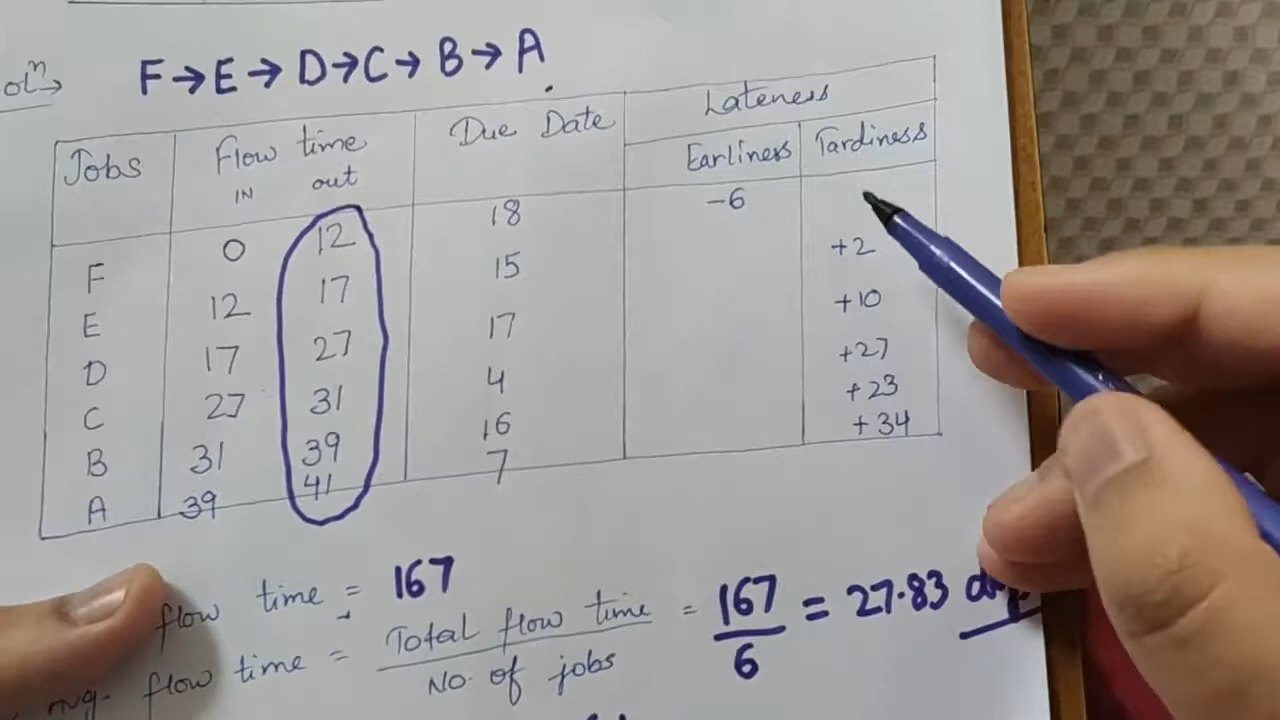 F → E → D → C → B → A
Jobs Flow time Due Date Lateness
IN out Earliness Tardiness
F 0 12 18 -6
E 12 17 15 +2
D 17 27 17 +10
C 27 31 4 +27
B 31 39 16 +23
A 39 41 7 +34
flow time = 167
flow time = Total flow time / No. of jobs = 167/6 = 27.83